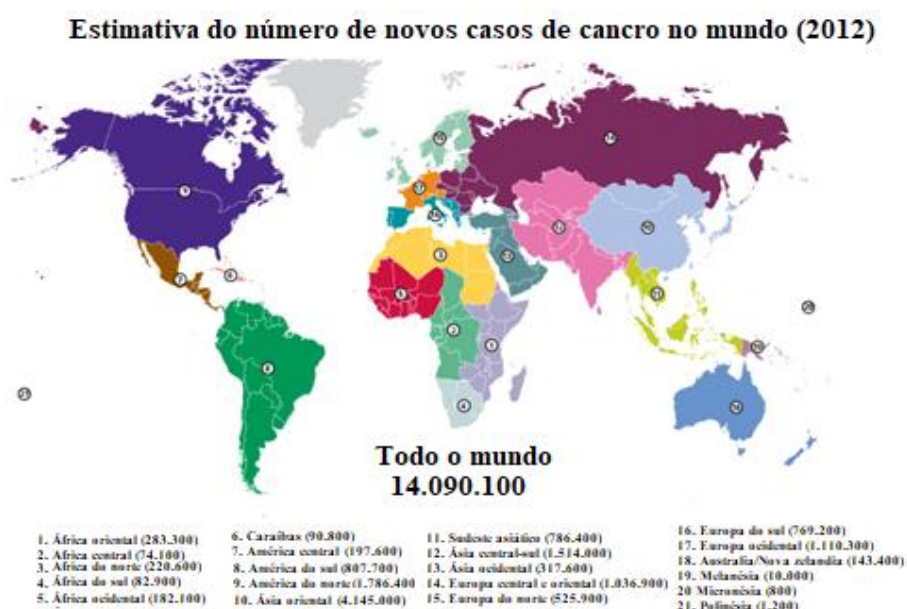 Estimativa do número de novos casos de cancro no mundo (2012)
Todo o mundo
14.090.100
1. África oriental (283.300)
2. África central (74.100)
3. África do norte (220.600)
4. África do sul (82.900)
5. África ocidental (182.100)
6. Caraíbas (90.800)
7. América central (197.600)
8. América do sul (807.700)
9. América do norte (1.786.400
10. Ásia oriental (4.145.000)
11. Sudeste asiático (786.400)
12. Ásia central-sul (1.514.000)
13. Ásia ocidental (317.600)
14. Europa central e oriental (1.036.900)
15. Europa do norte (525.900)
16. Europa do sul (769.200)
17. Europa ocidental (1.110.300)
18. Australia/Nova zelandia (143.400)
19. Melanésia (10.000)
20 Micronésia (800)
21. Polinésia (1.200)